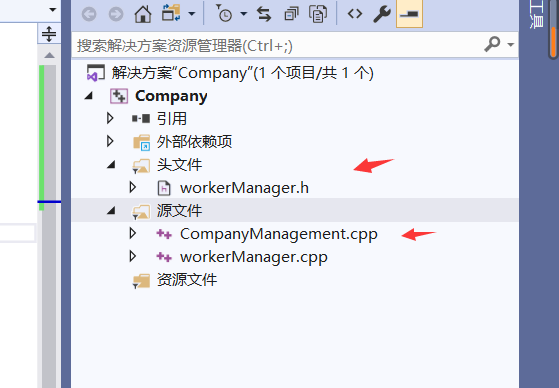 工具
搜索解决方案资源管理器(Ctrl+;)
解决方案"Company"(1 个项目/共 1 个)
Company
引用
外部依赖项
头文件
workerManager.h
源文件
CompanyManagement.cpp
workerManager.cpp
资源文件